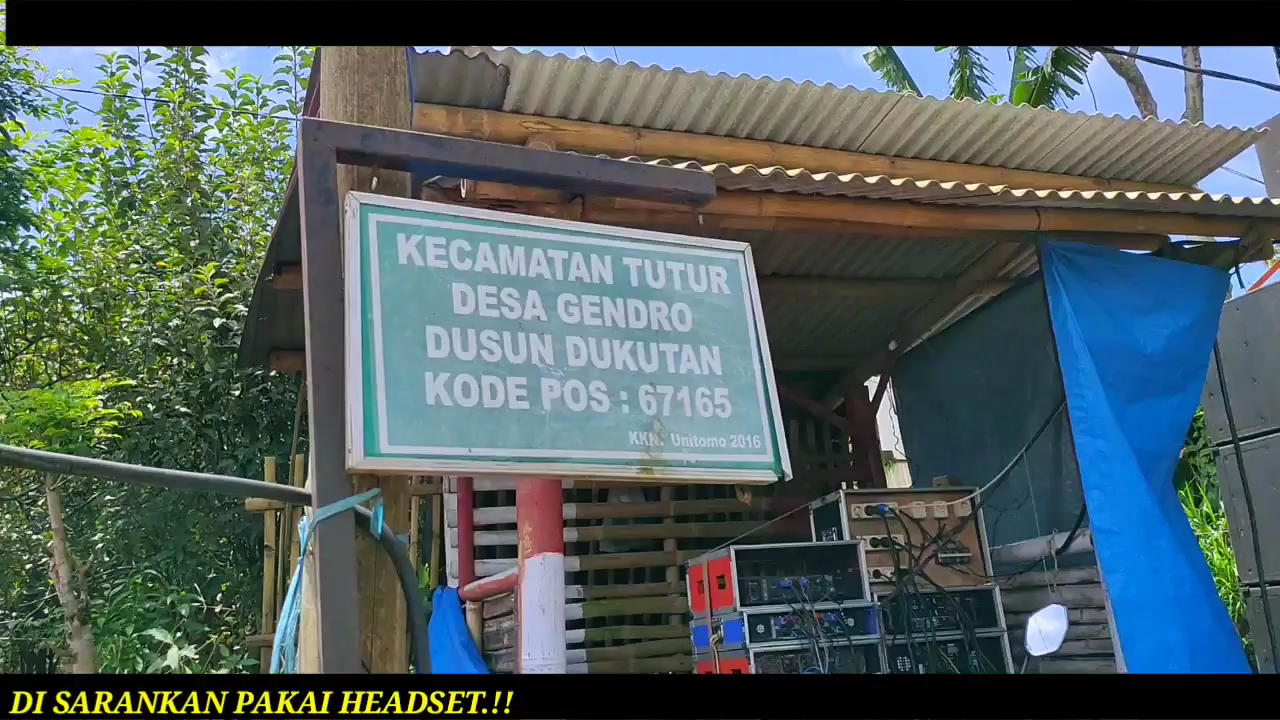 KECAMATAN TUTUR
DESA GENDRO
DUSUN DUKUTAN
KODE POS : 67165
KKN. Unitomo 2016
DI SARANKAN PAKAI HEADSET.!!